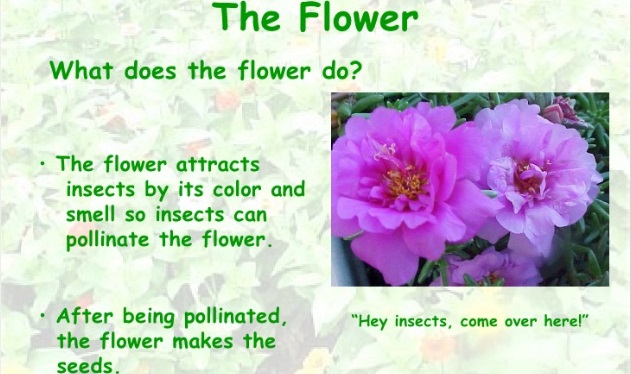 The Flower
What does the flower do?
· The flower attracts
insects by its color and
smell so insects can
pollinate the flower.
· After being pollinated,
the flower makes the
seeds.
“Hey insects, come over here!”